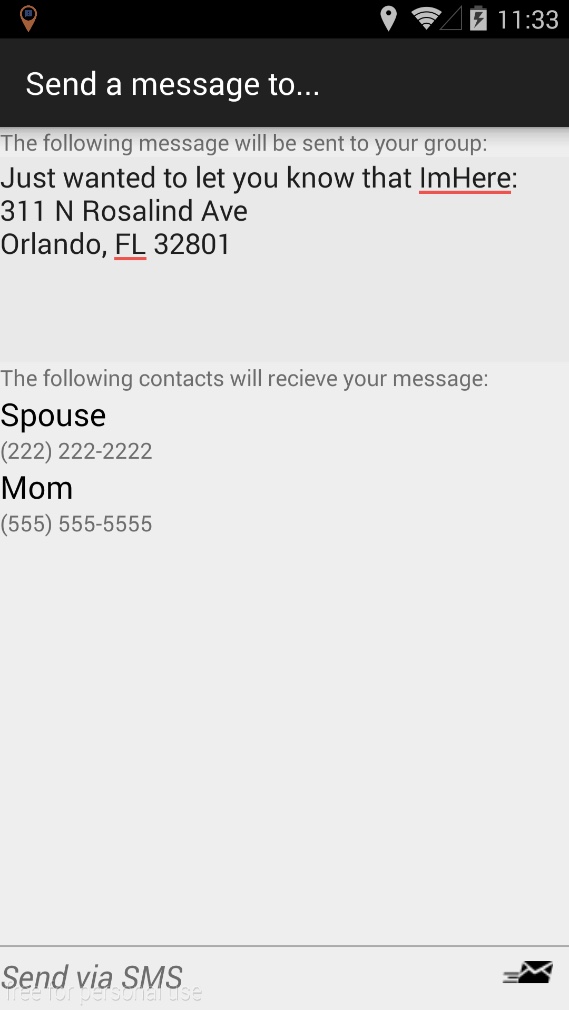 11:33
Send a message to...
The following message will be sent to your group:
Just wanted to let you know that ImHere:
311 N Rosalind Ave
Orlando, FL 32801
The following contacts will recieve your message:
Spouse
(222) 222-2222
Mom
(555) 555-5555
Send via SMS
free for personal use